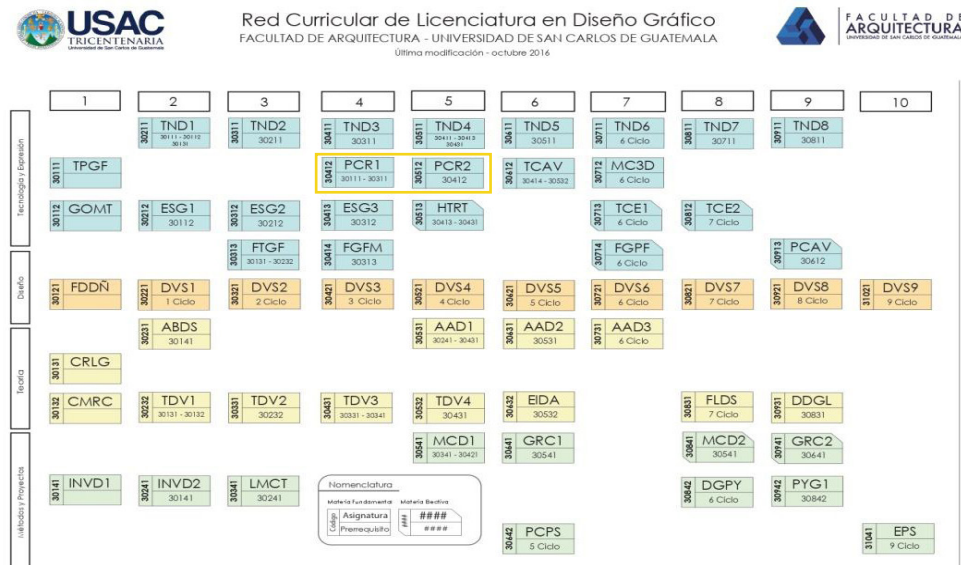 USAC
TRICENTENARIA
Universidad de San Carlos de Guatemala
Red Curricular de Licenciatura en Diseño Gráfico
FACULTAD DE ARQUITECTURA - UNIVERSIDAD DE SAN CARLOS DE GUATEMALA
Última modificación - octubre 2016
FACULTAD DE
ARQUITECTURA
UNIVERSIDAD DE SAN CARLOS DE GUATEMALA
1 2 3 4 5 6 7 8 9 10
Tecnología y Expresión
30211 TND1 30311 TND2 30411 TND3 30511 TND4 30611 TND5 30711 TND6 30811 TND7 30911 TND8
30111 - 30112 30211 30311 30411 - 30413 30511 6 Ciclo 30711 30811
30131 30431
30111 TPGF 30412 PCR1 30512 PCR2 30612 TCAV 30712 MC3D
30111 - 30311 30412 30414 - 30532 6 Ciclo
30112 GOMT 30212 ESG1 30312 ESG2 30413 ESG3 30513 HTRT 30713 TCE1 30812 TCE2
30112 30212 30312 30413 - 30431 6 Ciclo 7 Ciclo
30313 FTGF 30414 FGFM 30714 FGPF 30913 PCAV
30131 - 30232 30313 6 Ciclo 30612
Diseño
30121 FDDÑ 30221 DVS1 30321 DVS2 30421 DVS3 30521 DVS4 30621 DVS5 30721 DVS6 30821 DVS7 30921 DVS8 31021 DVS9
1 Ciclo 2 Ciclo 3 Ciclo 4 Ciclo 5 Ciclo 6 Ciclo 7 Ciclo 8 Ciclo 9 Ciclo
Teoría
30231 ABDS 30531 AAD1 30631 AAD2 30731 AAD3
30141 30241 - 30431 30531 6 Ciclo
30131 CRLG
30132 CMRC 30232 TDV1 30331 TDV2 30431 TDV3 30532 TDV4 30632 EIDA 30831 FLDS 30931 DDGL
30131 - 30132 30232 30331 - 30341 30431 30532 7 Ciclo 30831
Métodos y Proyectos
30541 MCD1 30641 GRC1 30841 MCD2 30941 GRC2
30341 - 30421 30541 30541 30641
30141 INVD1 30241 INVD2 30341 LMCT 30842 DGPY 30942 PYG1
30141 30241 6 Ciclo 30842
Nomenclatura
Materia Fundamental Materia Electiva
Código Asignatura #### ####
Prerrequisito ####
30642 PCPS 31041 EPS
5 Ciclo 9 Ciclo